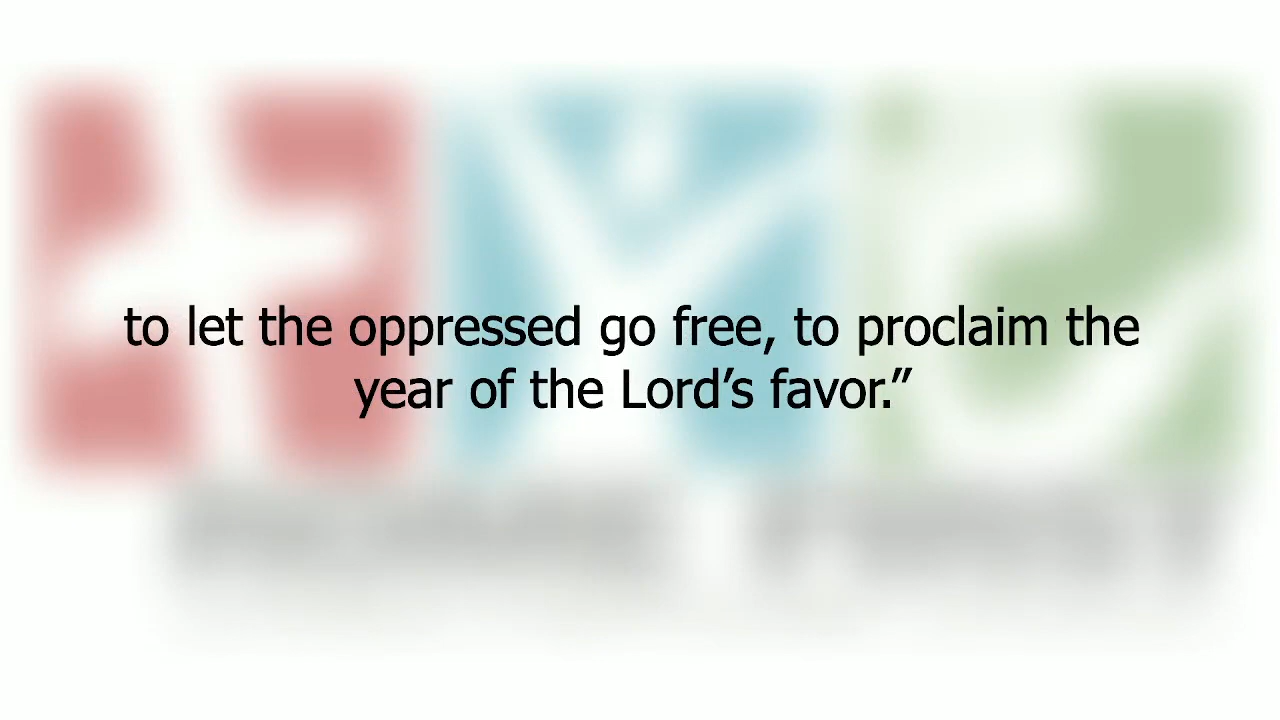 to let the oppressed go free, to proclaim the
year of the Lord’s favor.”